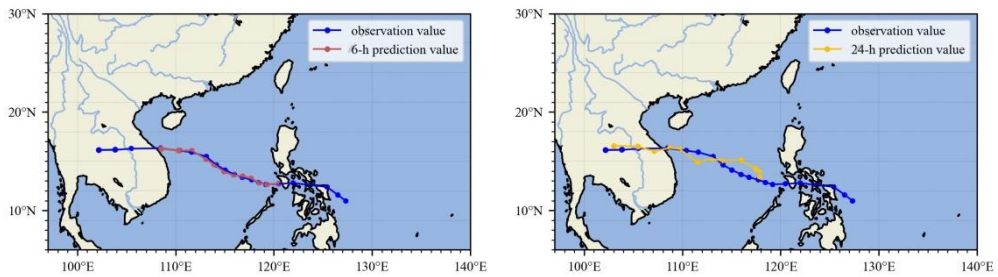 30°N
20°N
10°N
100°E 110°E 120°E 130°E 140°E
observation value
6-h prediction value
30°N
20°N
10°N
100°E 110°E 120°E 130°E 140°E
observation value
24-h prediction value